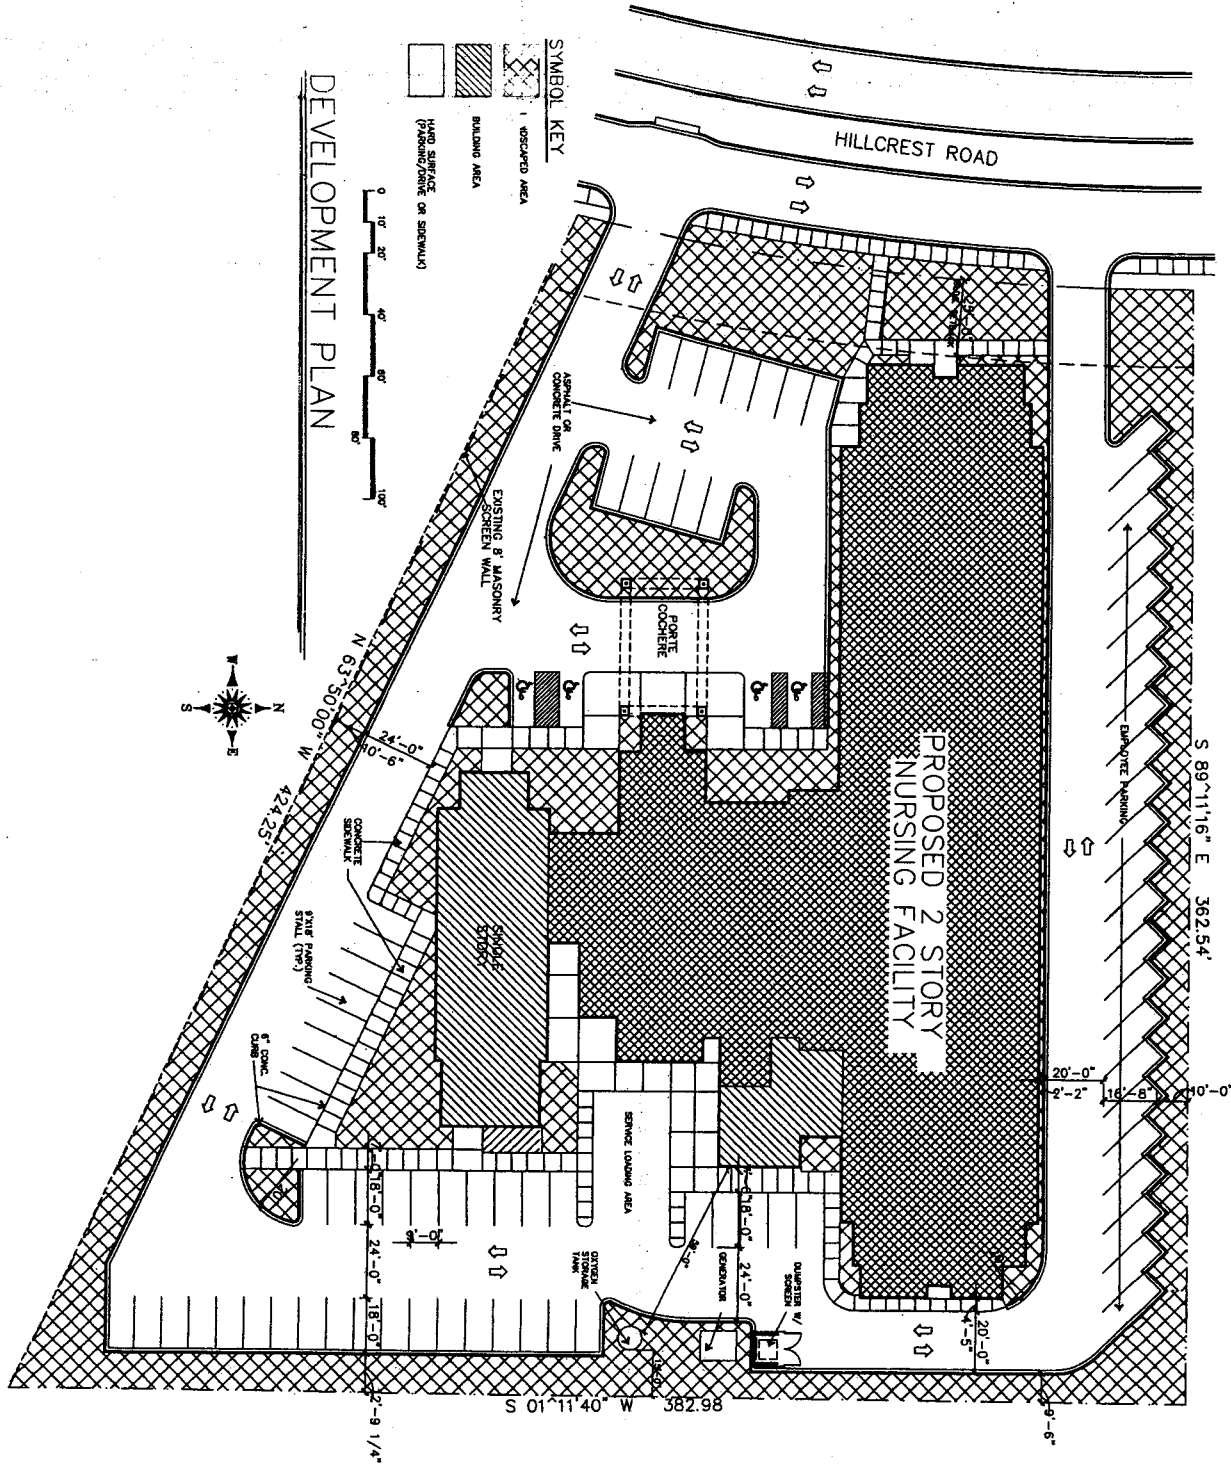 HILLCREST ROAD
SYMBOL KEY
BUILDING AREA
HARD SURFACE
(PARKING/DRIVE OR SIDEWALK)
0 10' 20' 40' 60' 80' 100'
DEVELOPMENT PLAN
ASPHALT OR
CONCRETE DRIVE
EXISTING 8' MASONRY
SCREEN WALL
PORTE
COCHERE
PROPOSED 2 STORY
NURSING FACILITY
EMPLOYEE PARKING
S 89^11'16" E 362.54'
N 63^50'00" W 424.25'
24'-0"
10'-6"
W N S E
CONCRETE
SIDEWALK
9'X18' PARKING
STALL (TYP.)
6" CONC.
CURB
SINGLE
STORY
SERVICE LOADING AREA
20'-0"
2'-2"
16'-8"
10'-0"
18'-0"
24'-0"
18'-0"
18'-0"
24'-0"
OXYGEN
STORAGE
TANK
GENERATOR
DUMPSTER W/
SCREEN
20'-0"
4'-5"
9'-6"
2'-9 1/4"
S 01^11'40" W 382.98